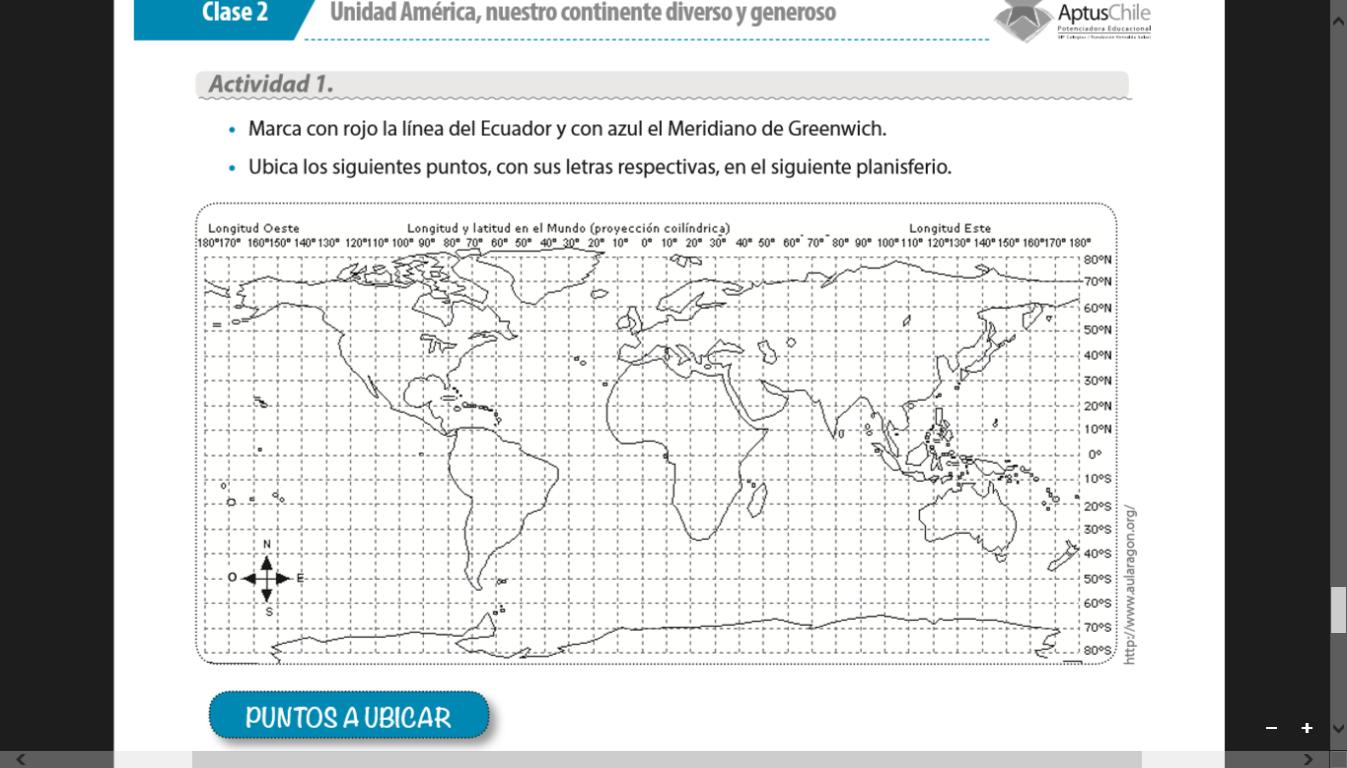 Clase 2
Unidad América, nuestro continente diverso y generoso
AptusChile
Potenciadora Educacional
Actividad 1.
• Marca con rojo la línea del Ecuador y con azul el Meridiano de Greenwich.
• Ubica los siguientes puntos, con sus letras respectivas, en el siguiente planisferio.
Longitud Oeste Longitud y latitud en el Mundo (proyección coilíndrica) Longitud Este
180° 170° 160° 150° 140° 130° 120° 110° 100° 90° 80° 70° 60° 50° 40° 30° 20° 10° 0° 10° 20° 30° 40° 50° 60° 70° 80° 90° 100° 110° 120° 130° 140° 150° 160° 170° 180°
80°N
70°N
60°N
50°N
40°N
30°N
20°N
10°N
0°
10°S
20°S
30°S
40°S
50°S
60°S
70°S
80°S
N
O E
S
http://www.aularagon.org/
PUNTOS A UBICAR